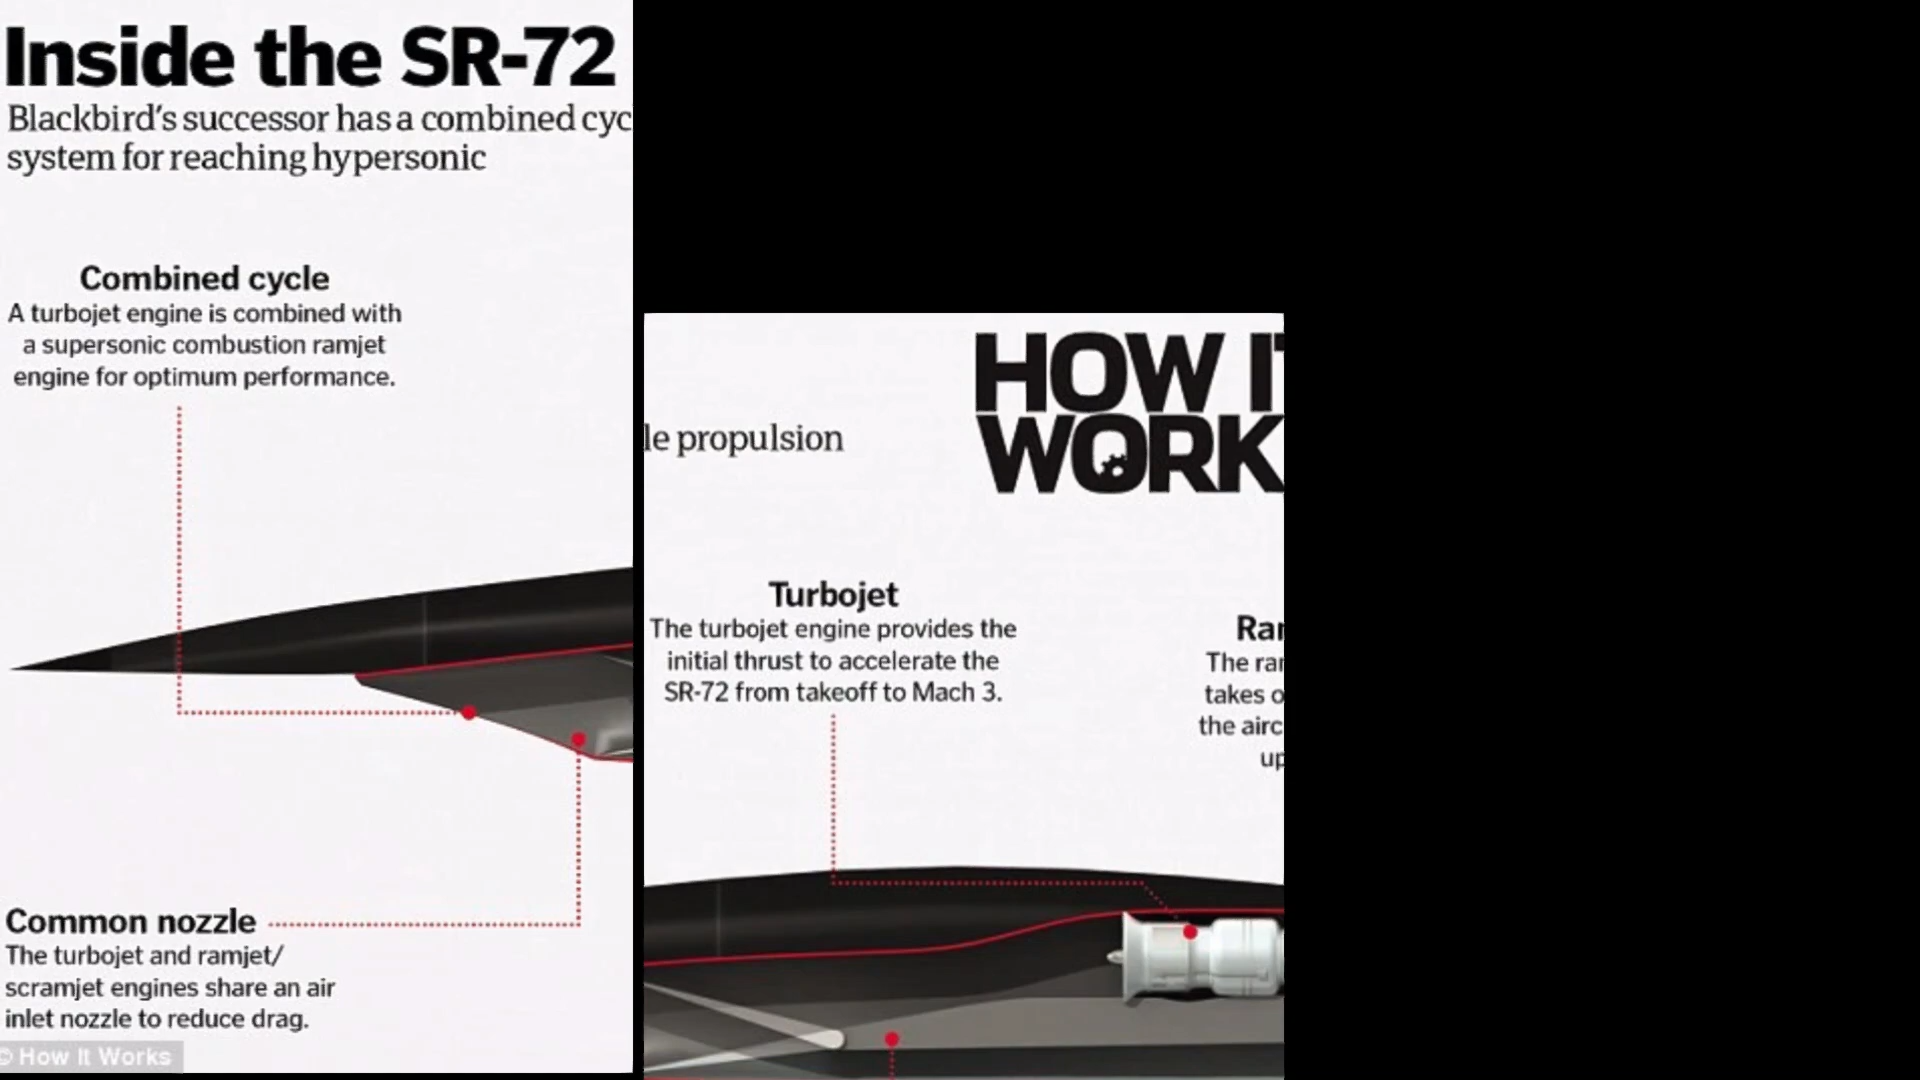 Inside the SR-72
Blackbird's successor has a combined cyc
system for reaching hypersonic
Combined cycle
A turbojet engine is combined with
a supersonic combustion ramjet
engine for optimum performance.
Common nozzle
The turbojet and ramjet/
scramjet engines share an air
inlet nozzle to reduce drag.
© How It Works
HOW IT
WORK
le propulsion
Turbojet
The turbojet engine provides the
initial thrust to accelerate the
SR-72 from takeoff to Mach 3.
Ra
The ra
takes o
the airc
up